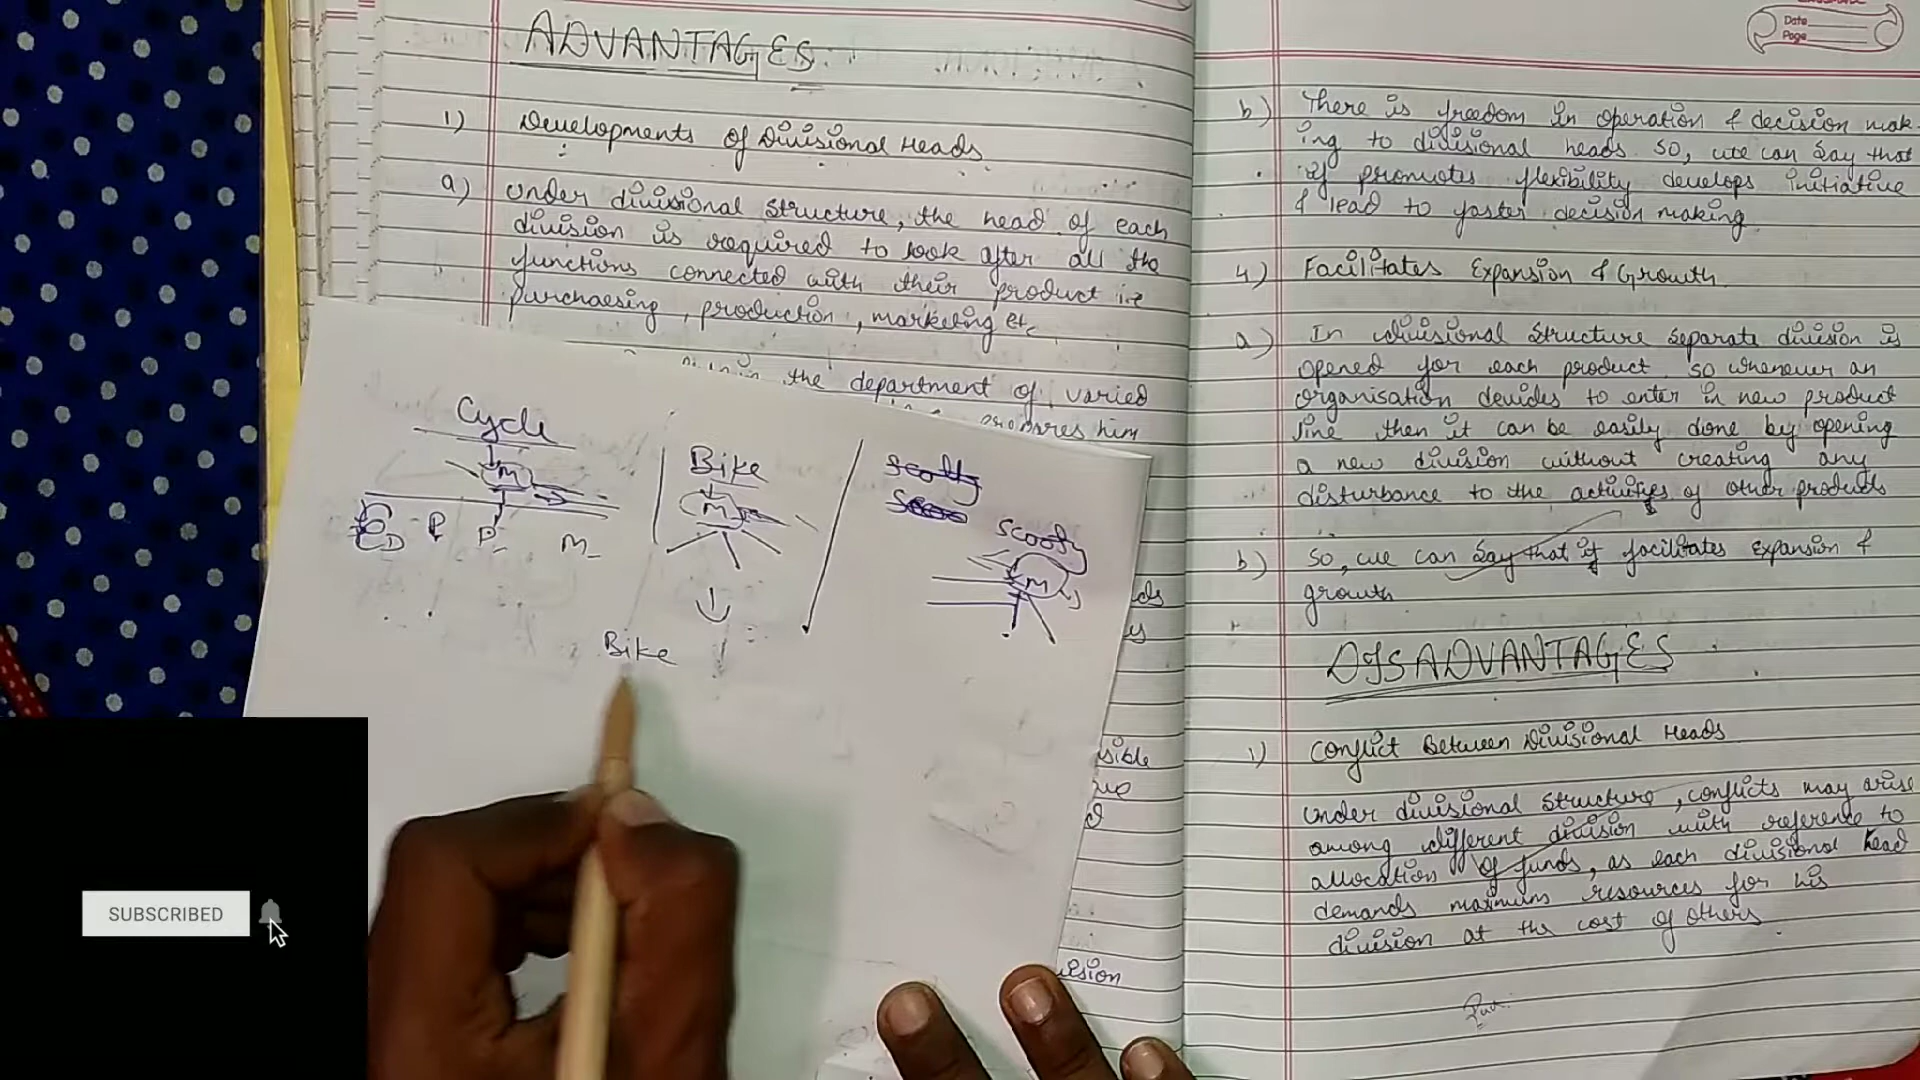 ADVANTAGES
1) Developments of Divisional Heads
a) Under divisional structure, the head of each
division is required to look after all the
functions connected with their product i.e
purchaesing, production, marketing etc
the department of varied
prepares him
Cycle
M
P P M
Bike
M
Bike
Scooty
M
ds
sible
Date
Page
b) There is freedom in operation & decision mak-
ing to divisional heads. So, we can say that
if promotes flexibility develops initiative
& lead to faster decision making.
4) Facilitates Expansion & Growth
a) In divisional structure separate division is
opened for each product. so whenever an
organisation decides to enter in new product
line then it can be easily done by opening
a new division without creating any
disturbance to the activities of other products
b) So, we can say that if facilitates expansion &
growth
DISADVANTAGES
1) Conflict Between Divisional Heads
Under divisional structure, conflicts may arise
among different division with reference to
allocation of funds, as each divisional head
demands maximum resources for his
division at the cost of others.
SUBSCRIBED